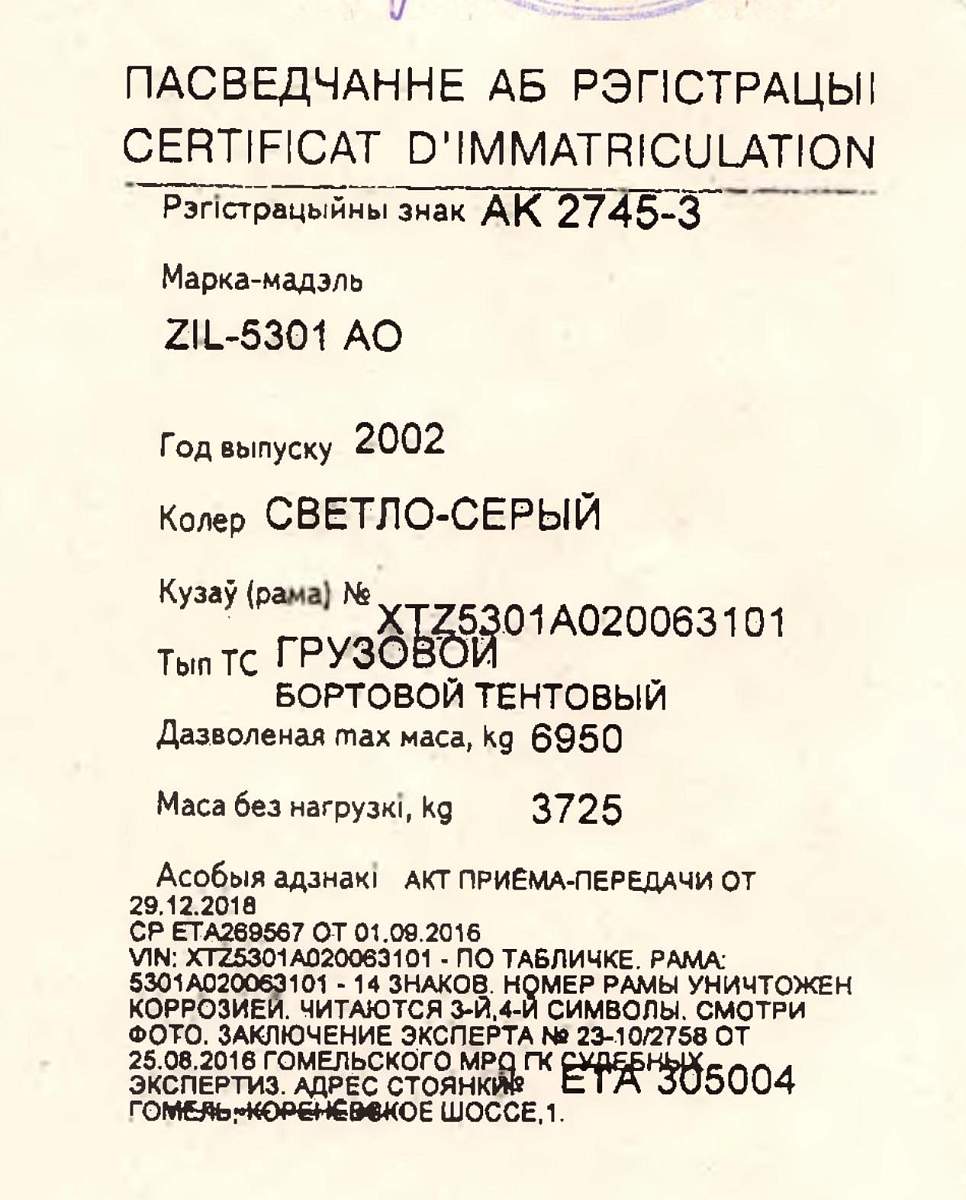 ПАСВЕДЧАННЕ АБ РЭГІСТРАЦЫІ
CERTIFICAT D'IMMATRICULATION
Рэгістрацыйны знак АК 2745-3
Марка-мадэль
ZIL-5301 AO
Год выпуску 2002
Колер СВЕТЛО-СЕРЫЙ
Кузаў (рама) №
XTZ5301A020063101
Тып ТС ГРУЗОВОЙ
БОРТОВОЙ ТЕНТОВЫЙ
Дазволеная max маса, kg 6950
Маса без нагрузкі, kg 3725
Асобыя адзнакі АКТ ПРИЁМА-ПЕРЕДАЧИ ОТ
29.12.2018
СР ЕТА269567 ОТ 01.09.2016
VIN: XTZ5301A020063101 - ПО ТАБЛИЧКЕ. РАМА:
5301A020063101 - 14 ЗНАКОВ. НОМЕР РАМЫ УНИЧТОЖЕН
КОРРОЗИЕЙ. ЧИТАЮТСЯ 3-Й,4-Й СИМВОЛЫ. СМОТРИ
ФОТО. ЗАКЛЮЧЕНИЕ ЭКСПЕРТА № 23-10/2758 ОТ
25.08.2016 ГОМЕЛЬСКОГО МРО ГК СУДЕБНЫХ
ЭКСПЕРТИЗ. АДРЕС СТОЯНКИ № ЕТА 305004
ГОМЕЛЬ, КОРЕНЁВСКОЕ ШОССЕ,1.